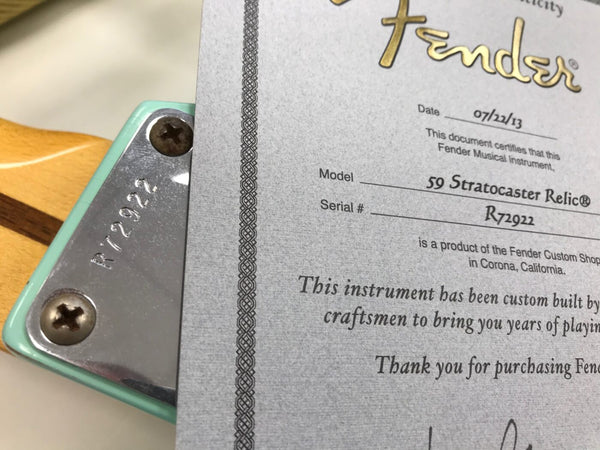 ticity
Fender®
Date 07/22/13
This document certifies that this
Fender Musical Instrument,
Model 59 Stratocaster Relic®
Serial # R72922
is a product of the Fender Custom Shop
in Corona, California.
This instrument has been custom built by
craftsmen to bring you years of playin
Thank you for purchasing Fend
R72922